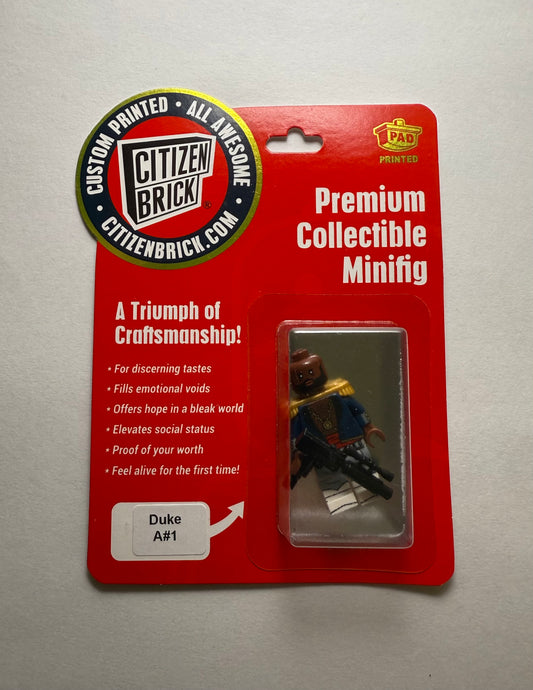 CUSTOM PRINTED • ALL AWESOME • CITIZENBRICK.COM •
CITIZEN
BRICK
®
PAD
PRINTED
Premium
Collectible
Minifig
A Triumph of
Craftsmanship!
* For discerning tastes
* Fills emotional voids
* Offers hope in a bleak world
* Elevates social status
* Proof of your worth
* Feel alive for the first time!
Duke
A#1